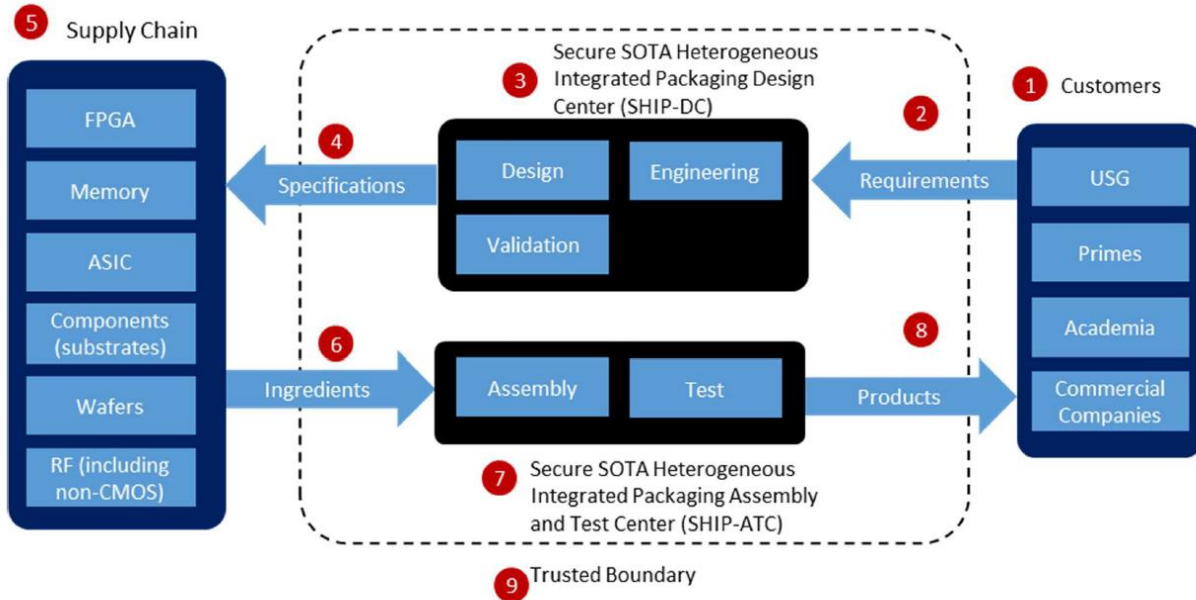 5 Supply Chain
FPGA
Memory
ASIC
Components
(substrates)
Wafers
RF (including
non-CMOS)
4
Specifications
6
Ingredients
3 Secure SOTA Heterogeneous
Integrated Packaging Design
Center (SHIP-DC)
Design
Engineering
Validation
Assembly
Test
7 Secure SOTA Heterogeneous
Integrated Packaging Assembly
and Test Center (SHIP-ATC)
2
Requirements
8
Products
1 Customers
USG
Primes
Academia
Commercial
Companies
9 Trusted Boundary